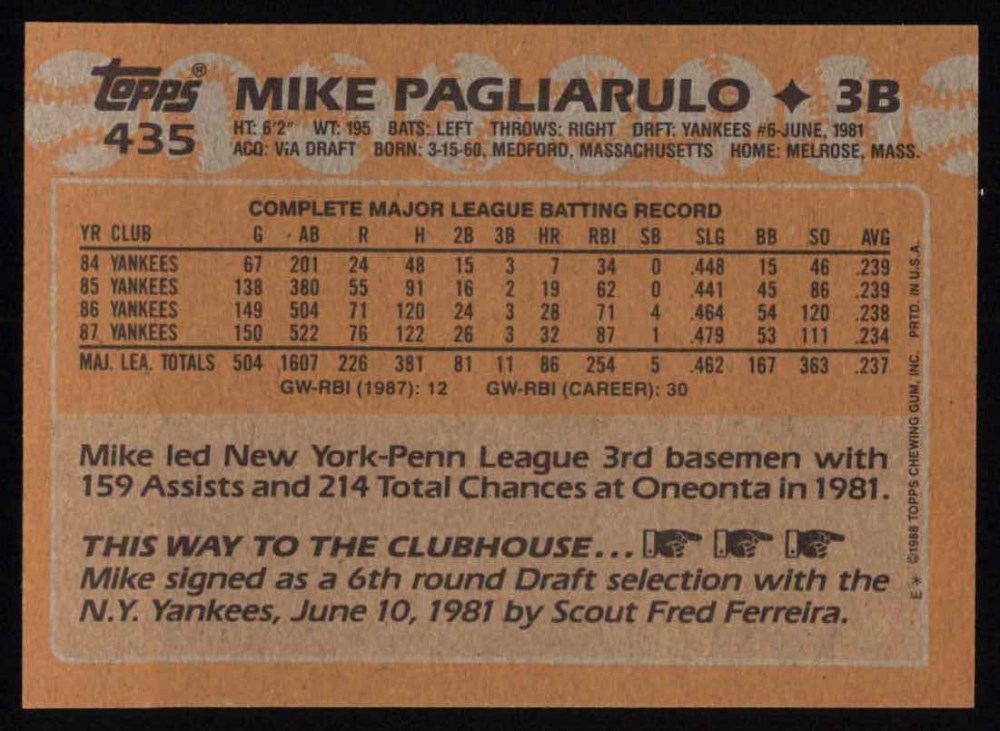 topps® MIKE PAGLIARULO ✦ 3B
435 HT: 6'2" WT: 195 BATS: LEFT THROWS: RIGHT DRFT: YANKEES #6-JUNE, 1981
ACQ: VIA DRAFT BORN: 3-15-60, MEDFORD, MASSACHUSETTS HOME: MELROSE, MASS.
COMPLETE MAJOR LEAGUE BATTING RECORD
YR CLUB G AB R H 2B 3B HR RBI SB SLG BB SO AVG
84 YANKEES 67 201 24 48 15 3 7 34 0 .448 15 46 .239
85 YANKEES 138 380 55 91 16 2 19 62 0 .441 45 86 .239
86 YANKEES 149 504 71 120 24 3 28 71 4 .464 54 120 .238
87 YANKEES 150 522 76 122 26 3 32 87 1 .479 53 111 .234
MAJ. LEA. TOTALS 504 1607 226 381 81 11 86 254 5 .462 167 363 .237
GW-RBI (1987): 12 GW-RBI (CAREER): 30
Mike led New York-Penn League 3rd basemen with
159 Assists and 214 Total Chances at Oneonta in 1981.
THIS WAY TO THE CLUBHOUSE...
Mike signed as a 6th round Draft selection with the
N.Y. Yankees, June 10, 1981 by Scout Fred Ferreira.
E * ©1988 TOPPS CHEWING GUM, INC. PRTD. IN U.S.A.